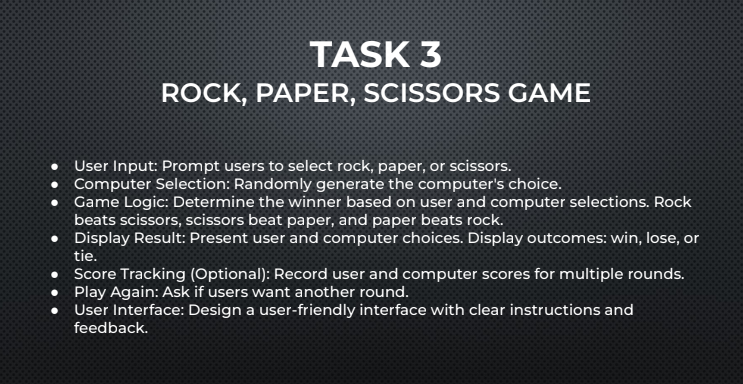 TASK 3
ROCK, PAPER, SCISSORS GAME
● User Input: Prompt users to select rock, paper, or scissors.
● Computer Selection: Randomly generate the computer's choice.
● Game Logic: Determine the winner based on user and computer selections. Rock
beats scissors, scissors beat paper, and paper beats rock.
● Display Result: Present user and computer choices. Display outcomes: win, lose, or
tie.
● Score Tracking (Optional): Record user and computer scores for multiple rounds.
● Play Again: Ask if users want another round.
● User Interface: Design a user-friendly interface with clear instructions and
feedback.